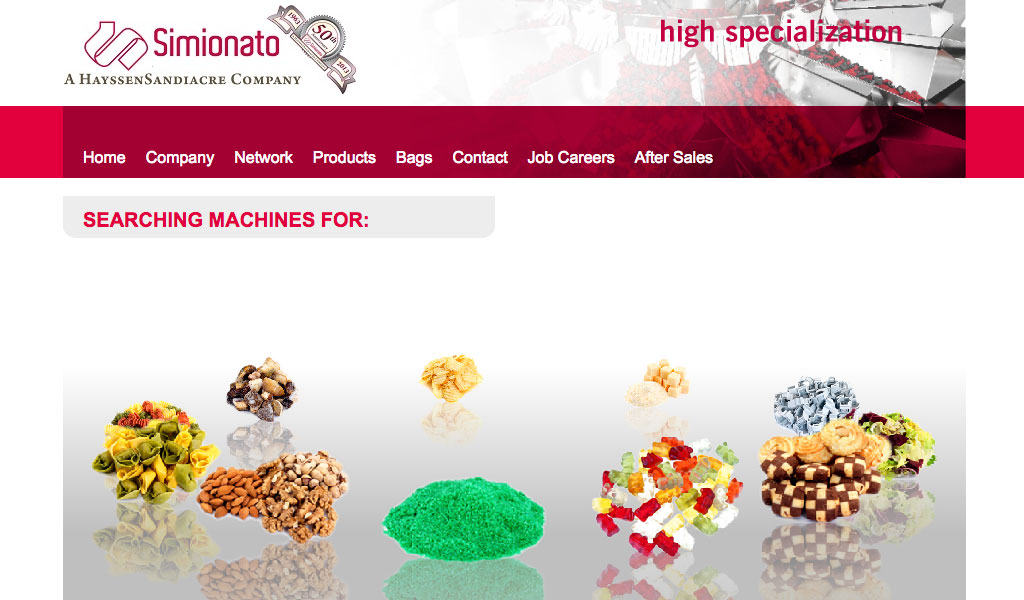 Simionato
A HAYSSENSANDIACRE COMPANY
1963
50th
Anniversary
2013
high specialization
Home Company Network Products Bags Contact Job Careers After Sales
SEARCHING MACHINES FOR: